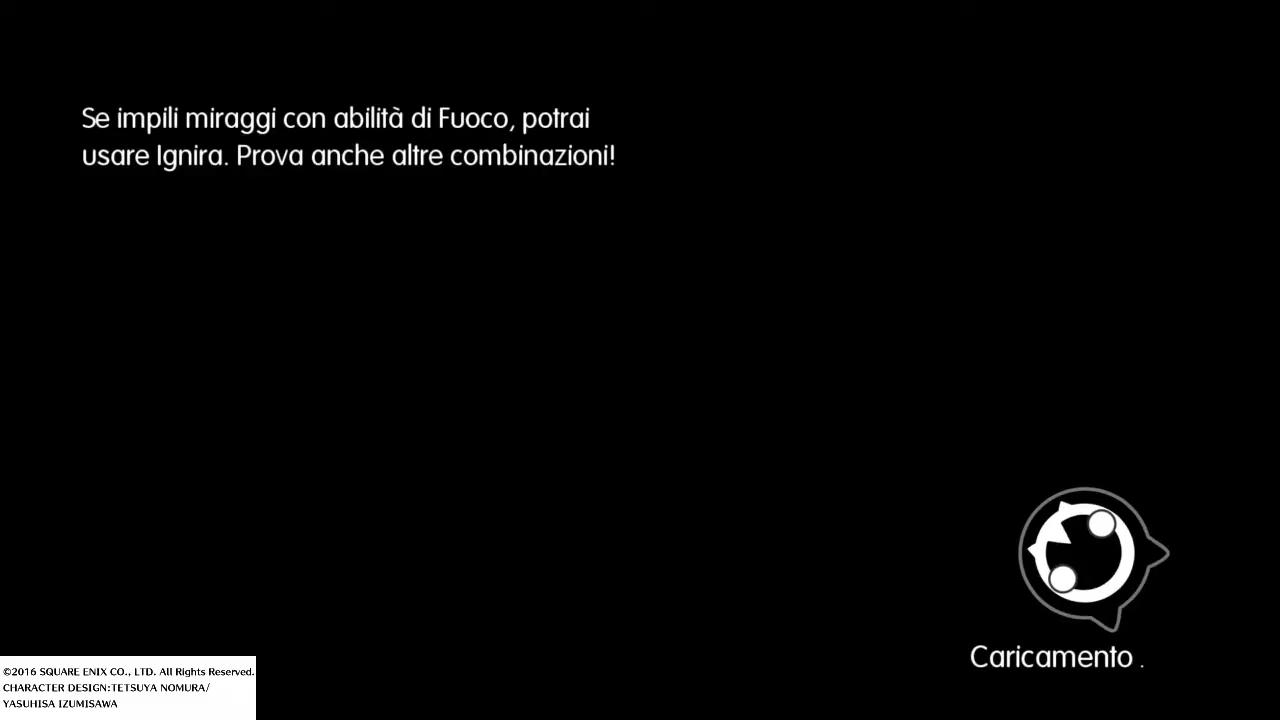 Se impili miraggi con abilità di Fuoco, potrai
usare Ignira. Prova anche altre combinazioni!
Caricamento .
©2016 SQUARE ENIX CO., LTD. All Rights Reserved.
CHARACTER DESIGN:TETSUYA NOMURA/
YASUHISA IZUMISAWA